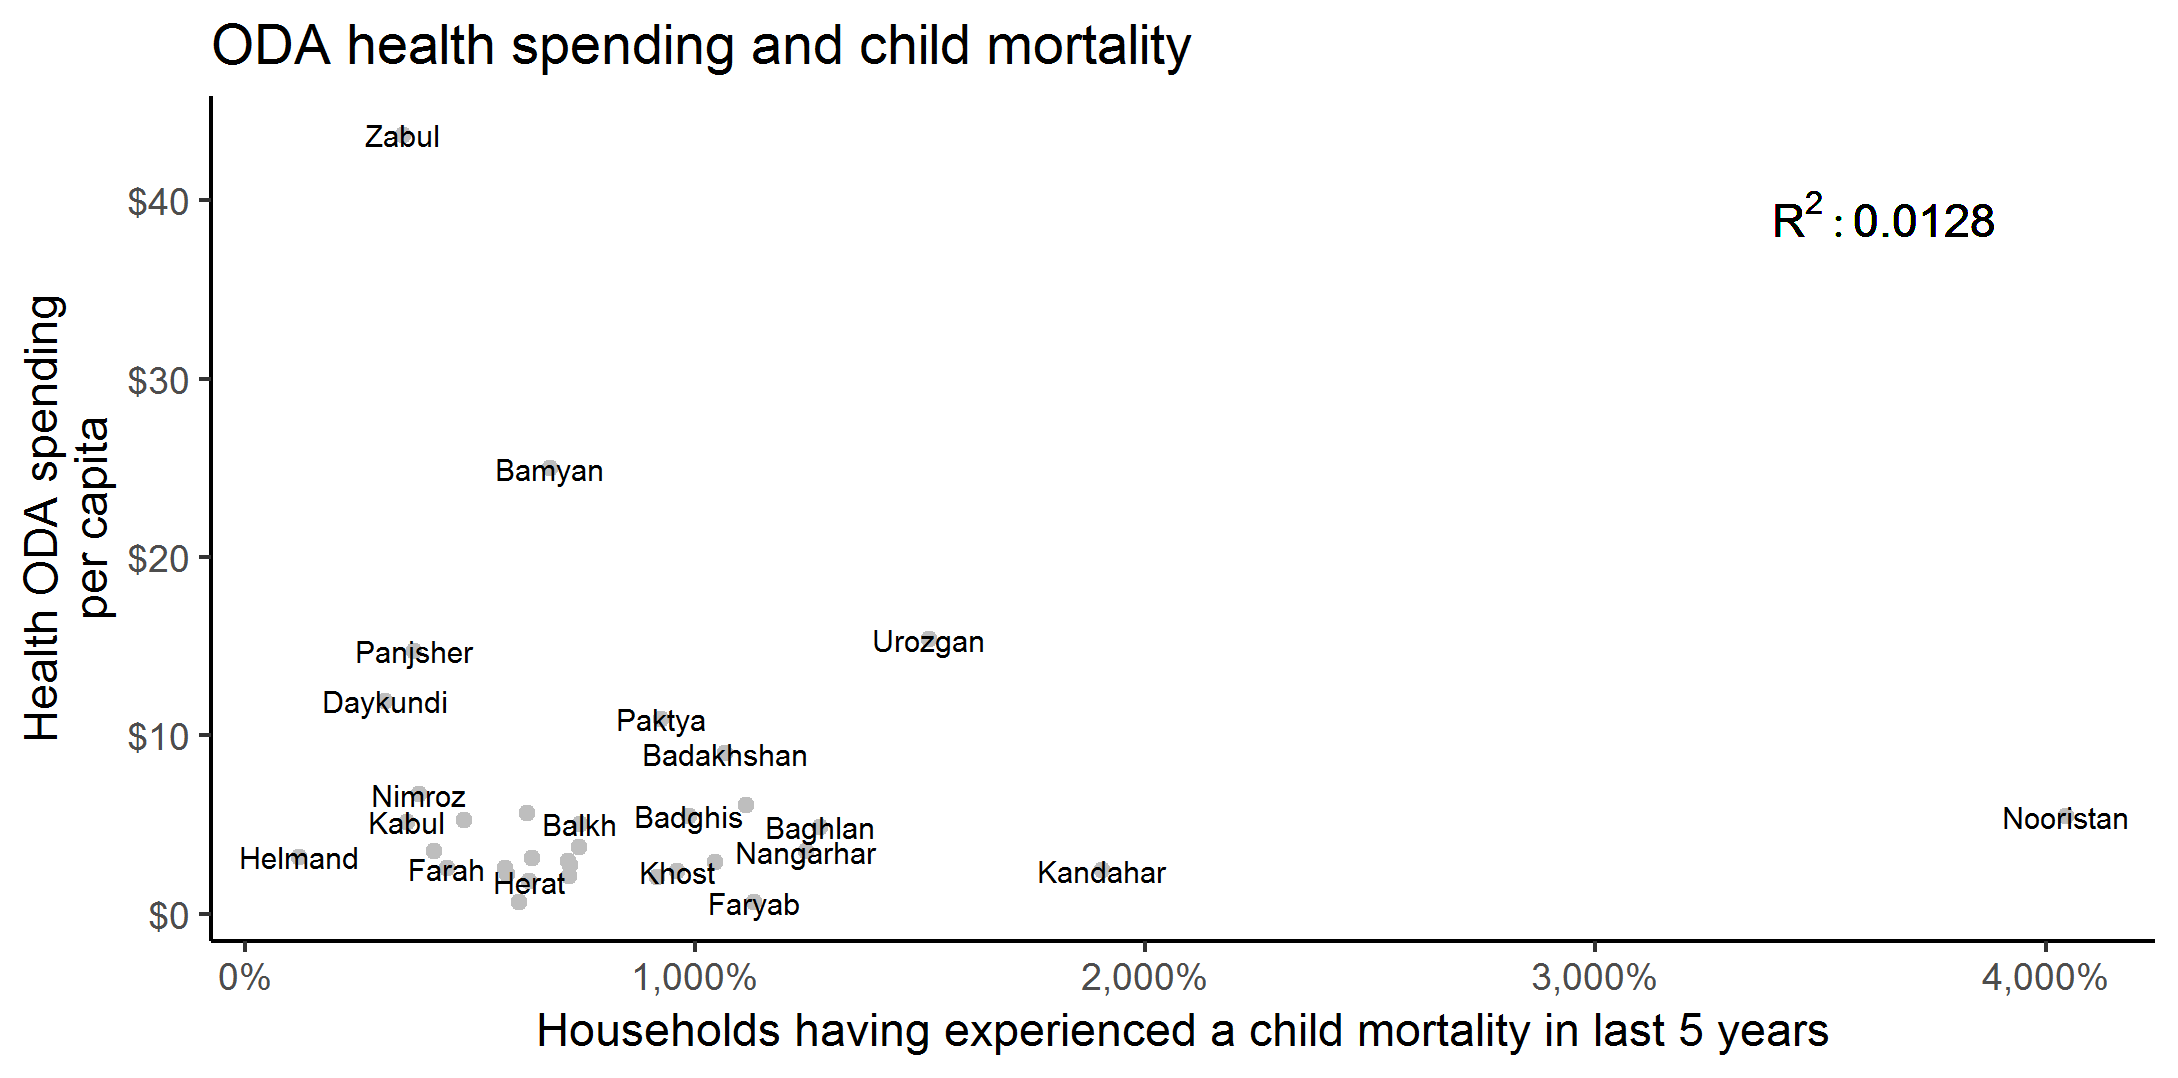 ODA health spending and child mortality
Zabul
$40
R² : 0.0128
$30
Bamyan
$20
Urozgan
Panjsher
Daykundi
Paktya
$10
Badakhshan
Nimroz
Kabul
Balkh
Badghis
Baghlan
Nooristan
Helmand
Nangarhar
Farah
Herat
Khost
Kandahar
Faryab
$0
Health ODA spending
per capita
0%
1,000%
2,000%
3,000%
4,000%
Households having experienced a child mortality in last 5 years